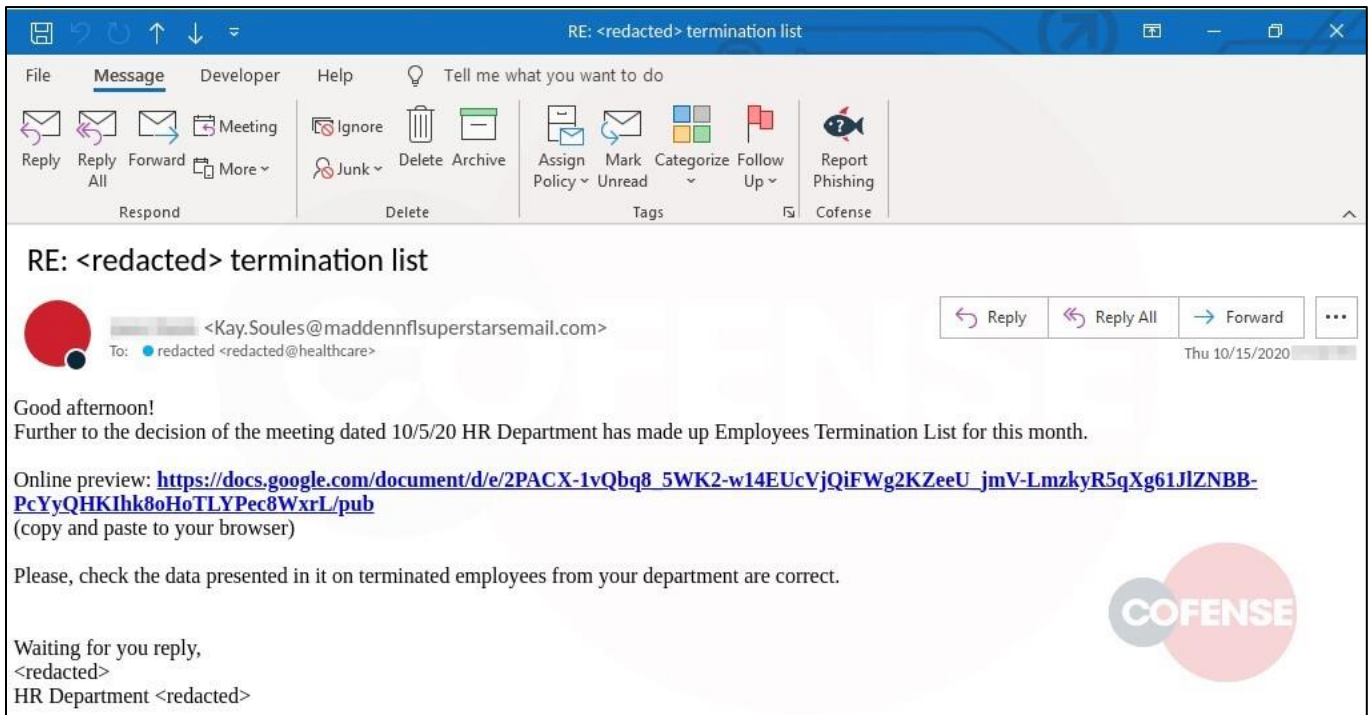 RE: <redacted> termination list
File Message Developer Help Tell me what you want to do
Reply
Reply All
Forward
Meeting
More
Respond
Ignore
Junk
Delete
Archive
Delete
Assign Policy
Mark Unread
Categorize
Follow Up
Tags
Report Phishing
Cofense
RE: <redacted> termination list
<Kay.Soules@maddennflsuperstarsemail.com>
To: redacted <redacted@healthcare>
Reply Reply All Forward
Thu 10/15/2020
Good afternoon!
Further to the decision of the meeting dated 10/5/20 HR Department has made up Employees Termination List for this month.
Online preview: https://docs.google.com/document/d/e/2PACX-1vQbq8_5WK2-w14EUcVjQiFWg2KZeeU_jmV-LmzkyR5qXg61JlZNBB-
PcYyQHKIhk8oHoTLYPec8WxrL/pub
(copy and paste to your browser)
Please, check the data presented in it on terminated employees from your department are correct.
COFENSE
Waiting for you reply,
<redacted>
HR Department <redacted>